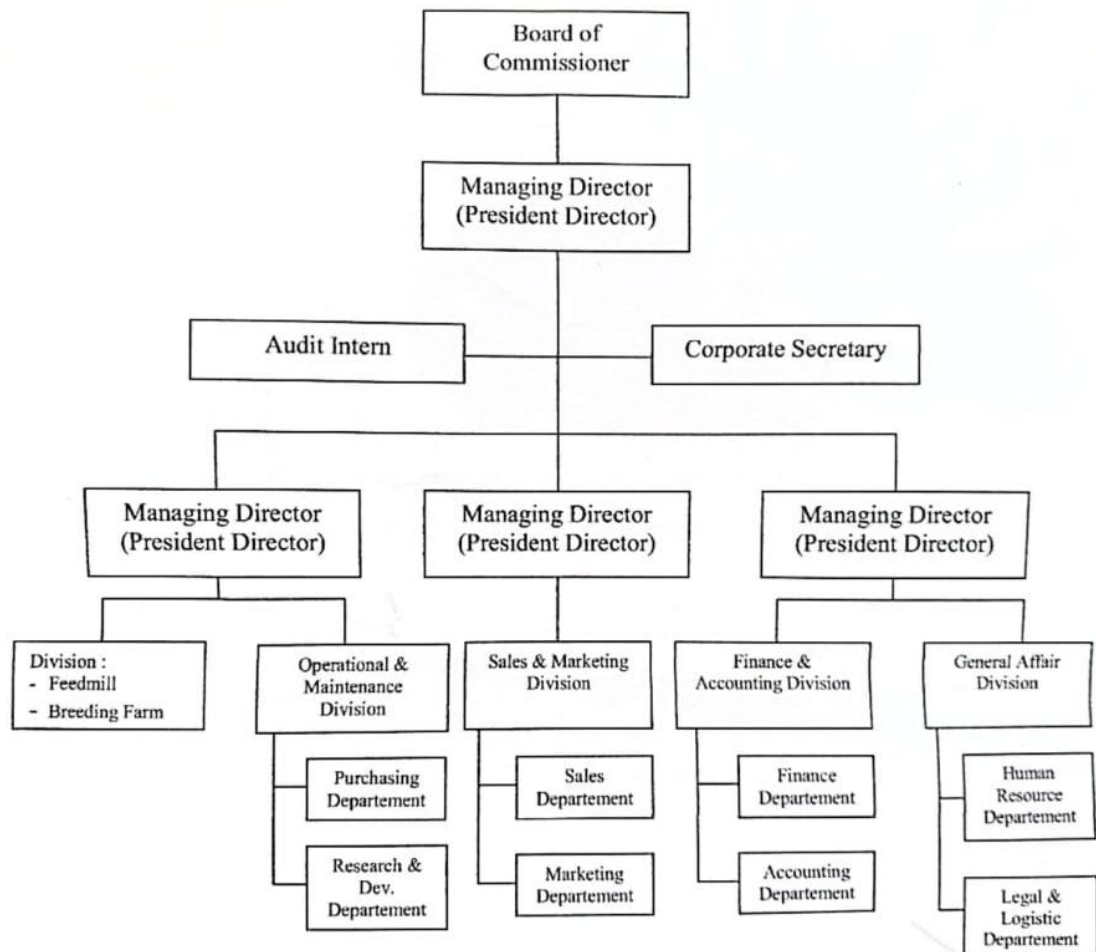 Board of
Commissioner
Managing Director
(President Director)
Audit Intern
Corporate Secretary
Managing Director
(President Director)
Managing Director
(President Director)
Managing Director
(President Director)
Division :
- Feedmill
- Breeding Farm
Operational &
Maintenance
Division
Sales & Marketing
Division
Finance &
Accounting Division
General Affair
Division
Purchasing
Departement
Sales
Departement
Finance
Departement
Human
Resource
Departement
Research &
Dev.
Departement
Marketing
Departement
Accounting
Departement
Legal &
Logistic
Departement